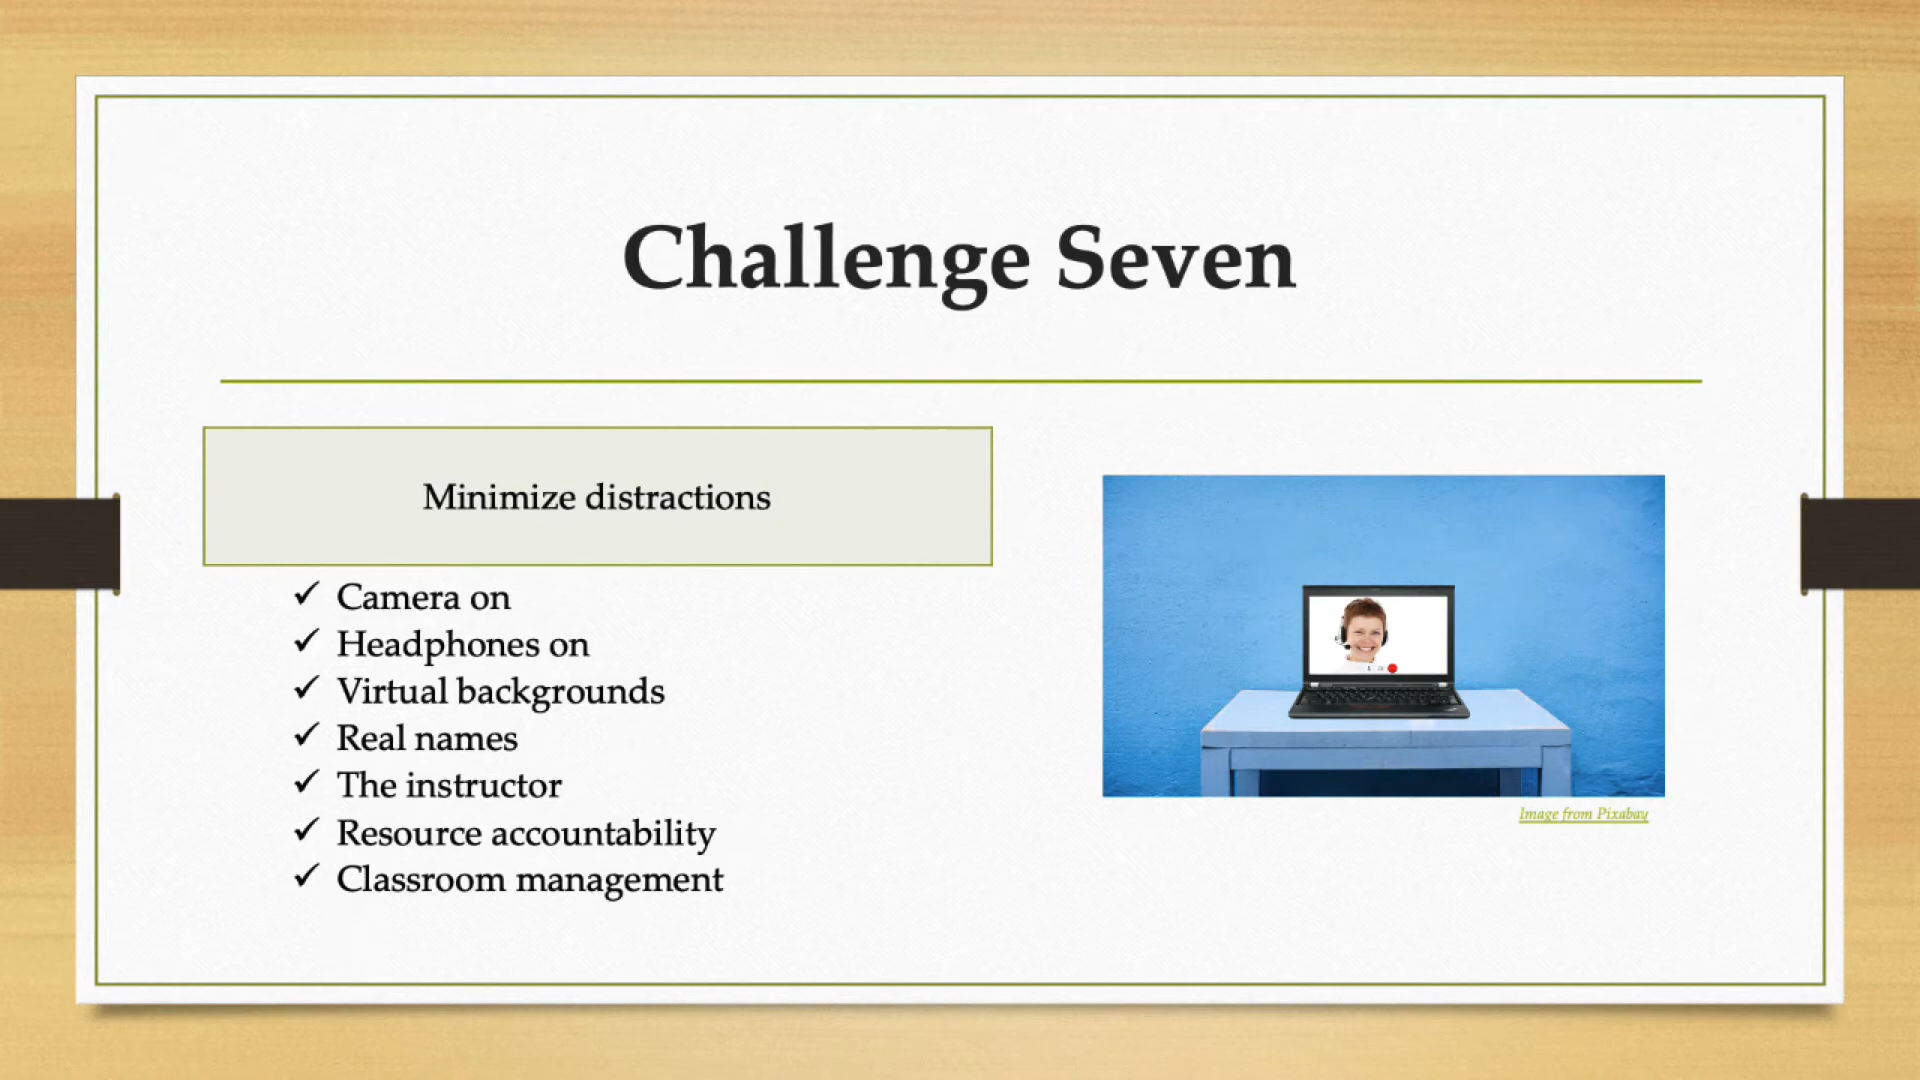 Challenge Seven
Minimize distractions
✓ Camera on
✓ Headphones on
✓ Virtual backgrounds
✓ Real names
✓ The instructor
✓ Resource accountability
✓ Classroom management
Image from Pixabay